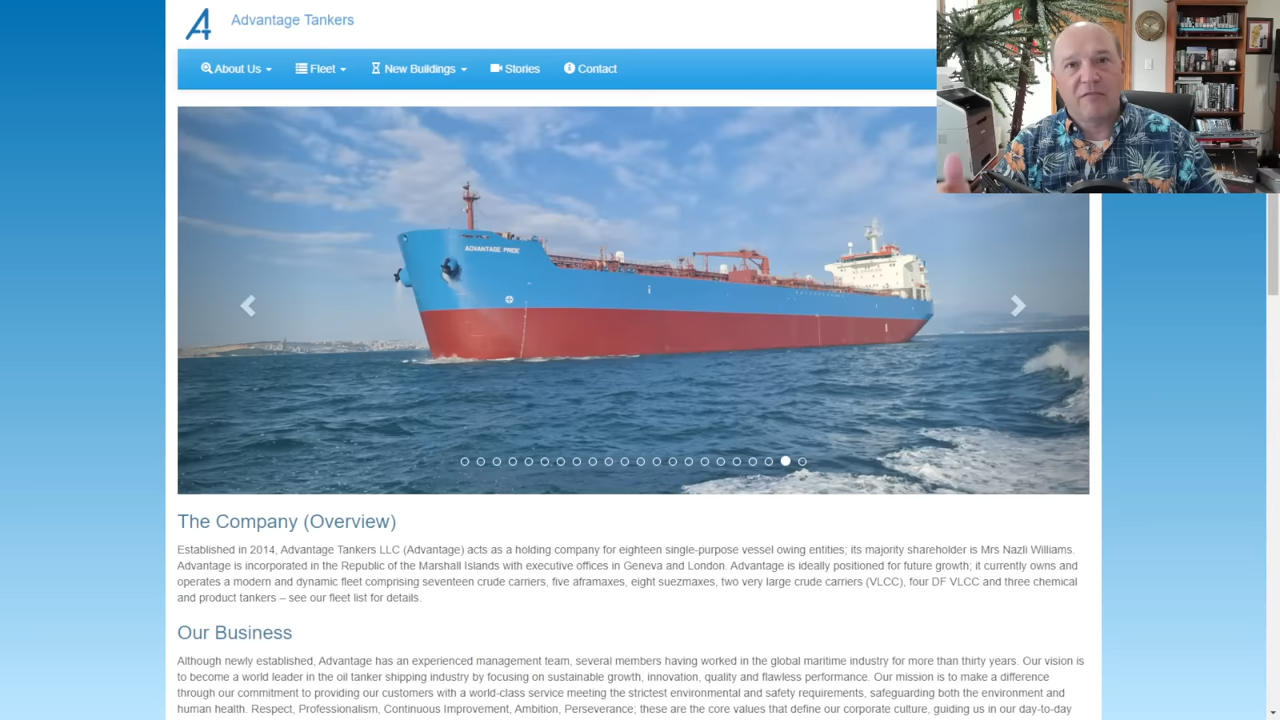 Advantage Tankers
About Us
Fleet
New Buildings
Stories
Contact
ADVANTAGE PRIDE
The Company (Overview)
Established in 2014, Advantage Tankers LLC (Advantage) acts as a holding company for eighteen single-purpose vessel owing entities; its majority shareholder is Mrs Nazli Williams.
Advantage is incorporated in the Republic of the Marshall Islands with executive offices in Geneva and London. Advantage is ideally positioned for future growth; it currently owns and
operates a modern and dynamic fleet comprising seventeen crude carriers, five aframaxes, eight suezmaxes, two very large crude carriers (VLCC), four DF VLCC and three chemical
and product tankers – see our fleet list for details.
Our Business
Although newly established, Advantage has an experienced management team, several members having worked in the global maritime industry for more than thirty years. Our vision is
to become a world leader in the oil tanker shipping industry by focusing on sustainable growth, innovation, quality and flawless performance. Our mission is to make a difference
through our commitment to providing our customers with a world-class service meeting the strictest environmental and safety requirements, safeguarding both the environment and
human health. Respect, Professionalism, Continuous Improvement, Ambition, Perseverance; these are the core values that define our corporate culture, guiding us in our day-to-day